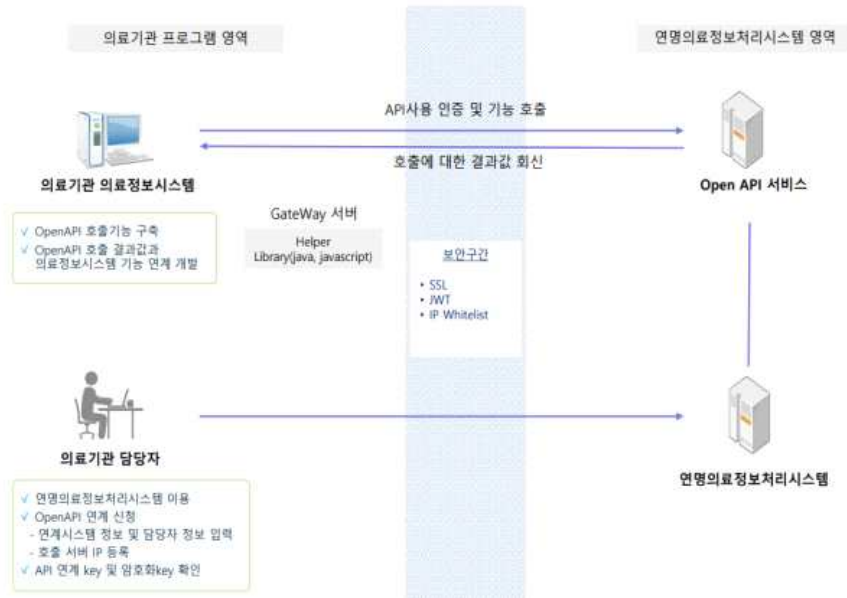 의료기관 프로그램 영역
연명의료정보처리시스템 영역
API사용 인증 및 기능 호출
호출에 대한 결과값 회신
의료기관 의료정보시스템
Open API 서비스
✓ OpenAPI 호출기능 구축
✓ OpenAPI 호출 결과값과
의료정보시스템 기능 연계 개발
GateWay 서버
Helper
Library(java, javascript)
보안구간
• SSL
• JWT
• IP Whitelist
의료기관 담당자
연명의료정보처리시스템
✓ 연명의료정보처리시스템 이용
✓ OpenAPI 연계 신청
- 연계시스템 정보 및 담당자 정보 입력
- 호출 서버 IP 등록
✓ API 연계 key 및 암호화key 확인